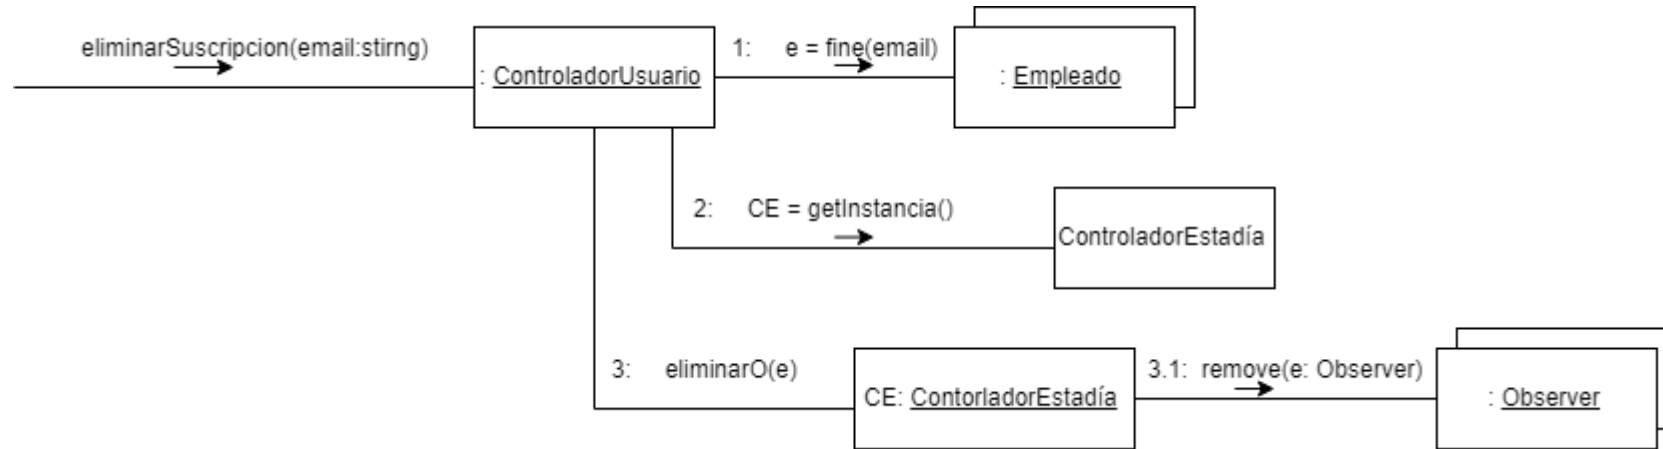 eliminarSuscripcion(email:stirng)
: ControladorUsuario
1: e = fine(email)
: Empleado
2: CE = getInstancia()
ControladorEstadía
3: eliminarO(e)
CE: ContorladorEstadía
3.1: remove(e: Observer)
: Observer